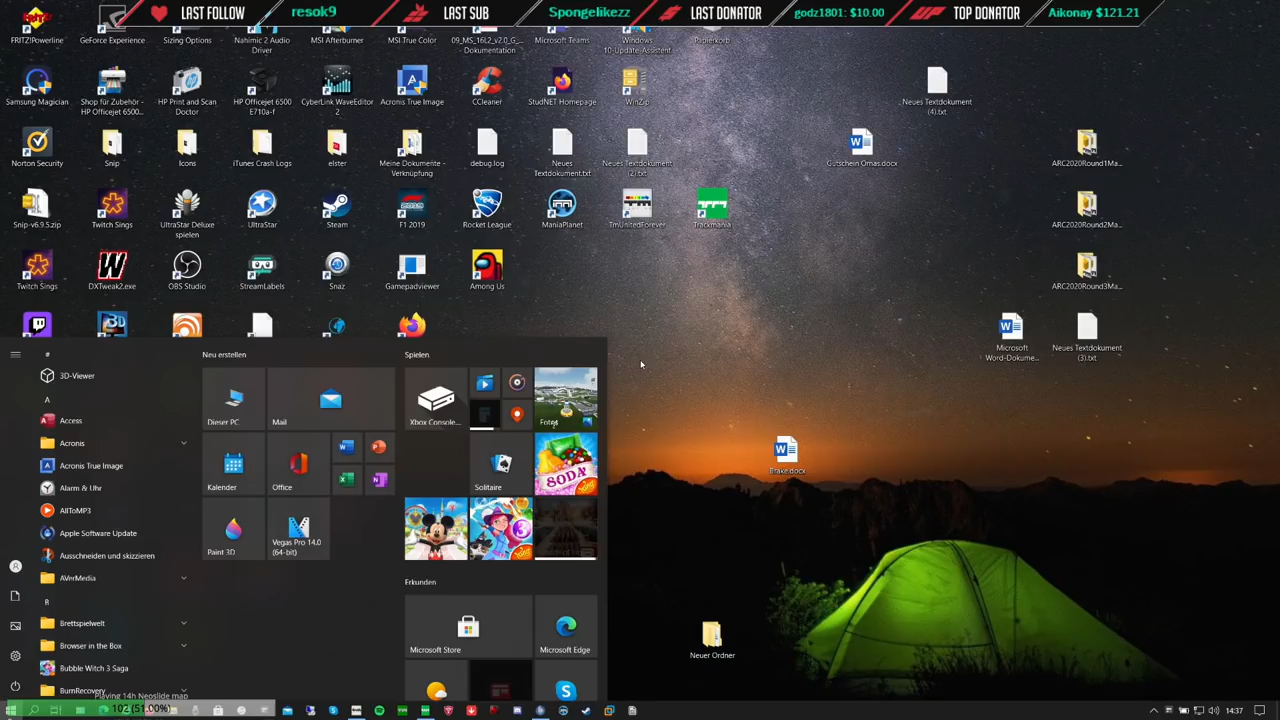 LAST FOLLOW
resok9
LAST SUB
Spongelikezz
LAST DONATOR
godz1801: $10.00
TOP DONATOR
Aikonay $121.21
FRITZ!Powerline
GeForce Experience
Sizing Options
Nahimic 2 Audio
Driver
MSI Afterburner
MSI True Color
09_MS_16L2_v2.0_G_...
- Dokumentation
Microsoft Teams
Windows
10-Update_Assistent
Papierkorb
Samsung Magician
Shop für Zubehör -
HP Officejet 6500...
HP Print and Scan
Doctor
HP Officejet 6500
E710a-f
CyberLink WaveEditor
2
Acronis True Image
CCleaner
StudNET Homepage
WinZip
Neues Textdokument
(4).txt
Norton Security
Snip
Icons
iTunes Crash Logs
elster
Meine Dokumente -
Verknüpfung
debug.log
Neues
Textdokument.txt
Neues Textdokument
(2).txt
Gutschein Omas.docx
ARC2020Round1Ma...
Snip-v6.9.5.zip
Twitch Sings
UltraStar Deluxe
spielen
UltraStar
Steam
F1 2019
Rocket League
ManiaPlanet
TmUnitedForever
Trackmania
ARC2020Round2Ma...
Twitch Sings
DXTweak2.exe
OBS Studio
StreamLabels
Snaz
Gamepadviewer
Among Us
ARC2020Round3Ma...
Microsoft
Word-Dokume...
Neues Textdokument
(3).txt
Brake.docx
Neuer Ordner
#
3D-Viewer
A
Access
Acronis
Acronis True Image
Alarm & Uhr
AllToMP3
Apple Software Update
Ausschneiden und skizzieren
AVerMedia
B
Brettspielwelt
Browser in the Box
Bubble Witch 3 Saga
BurnRecovery
Neu erstellen
Dieser PC
Mail
Kalender
Office
Paint 3D
Vegas Pro 14.0
(64-bit)
Spielen
Xbox Console...
Fotos
Solitaire
SODA
Erkunden
Microsoft Store
Microsoft Edge
Playing 14h Neoslide map
102 (51.00%)
14:37